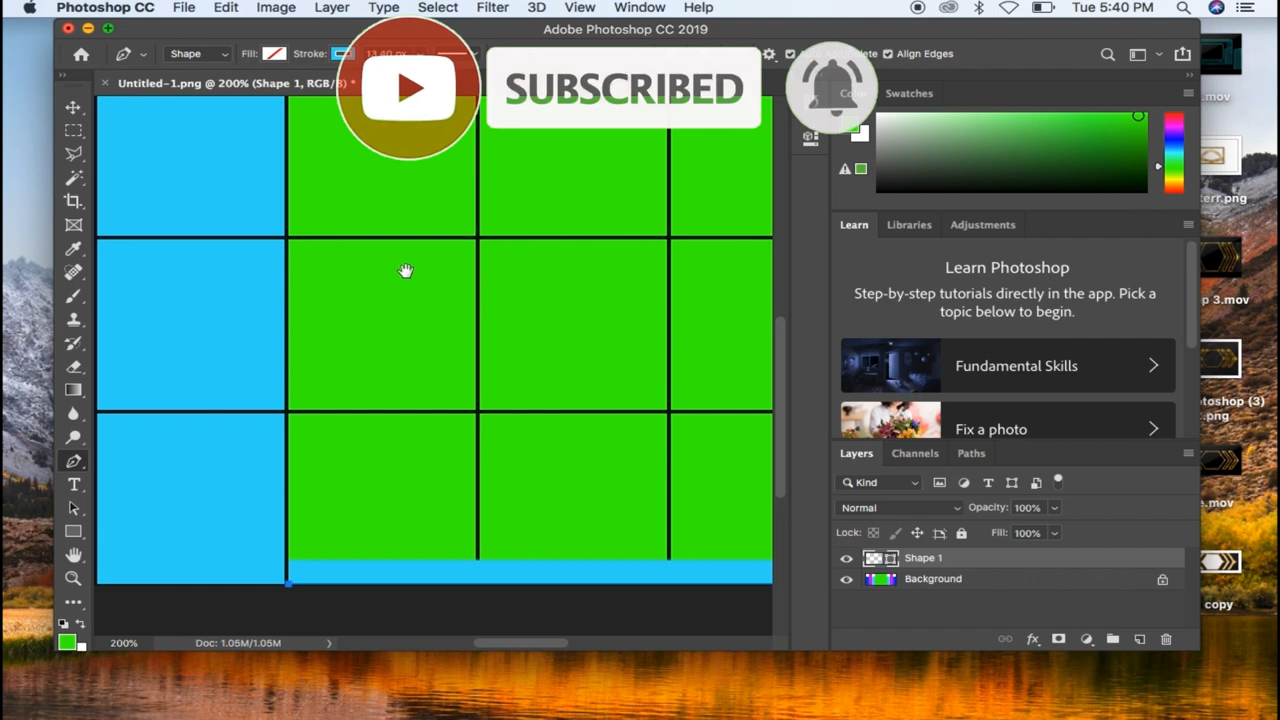 Photoshop CC File Edit Image Layer Type Select Filter 3D View Window Help Tue 5:40 PM
Adobe Photoshop CC 2019
Shape Fill: Stroke: 13.40 px Align Edges
SUBSCRIBED
Untitled-1.png @ 200% (Shape 1, RGB/8) *
Color Swatches
.mov
Learn Libraries Adjustments
Learn Photoshop
Step-by-step tutorials directly in the app. Pick a
topic below to begin.
p 3.mov
Fundamental Skills
toshop (3)
.png
Fix a photo
Layers Channels Paths
Kind
Normal Opacity: 100%
e.mov
Lock: Fill: 100%
Shape 1
Background
copy
200% Doc: 1.05M/1.05M